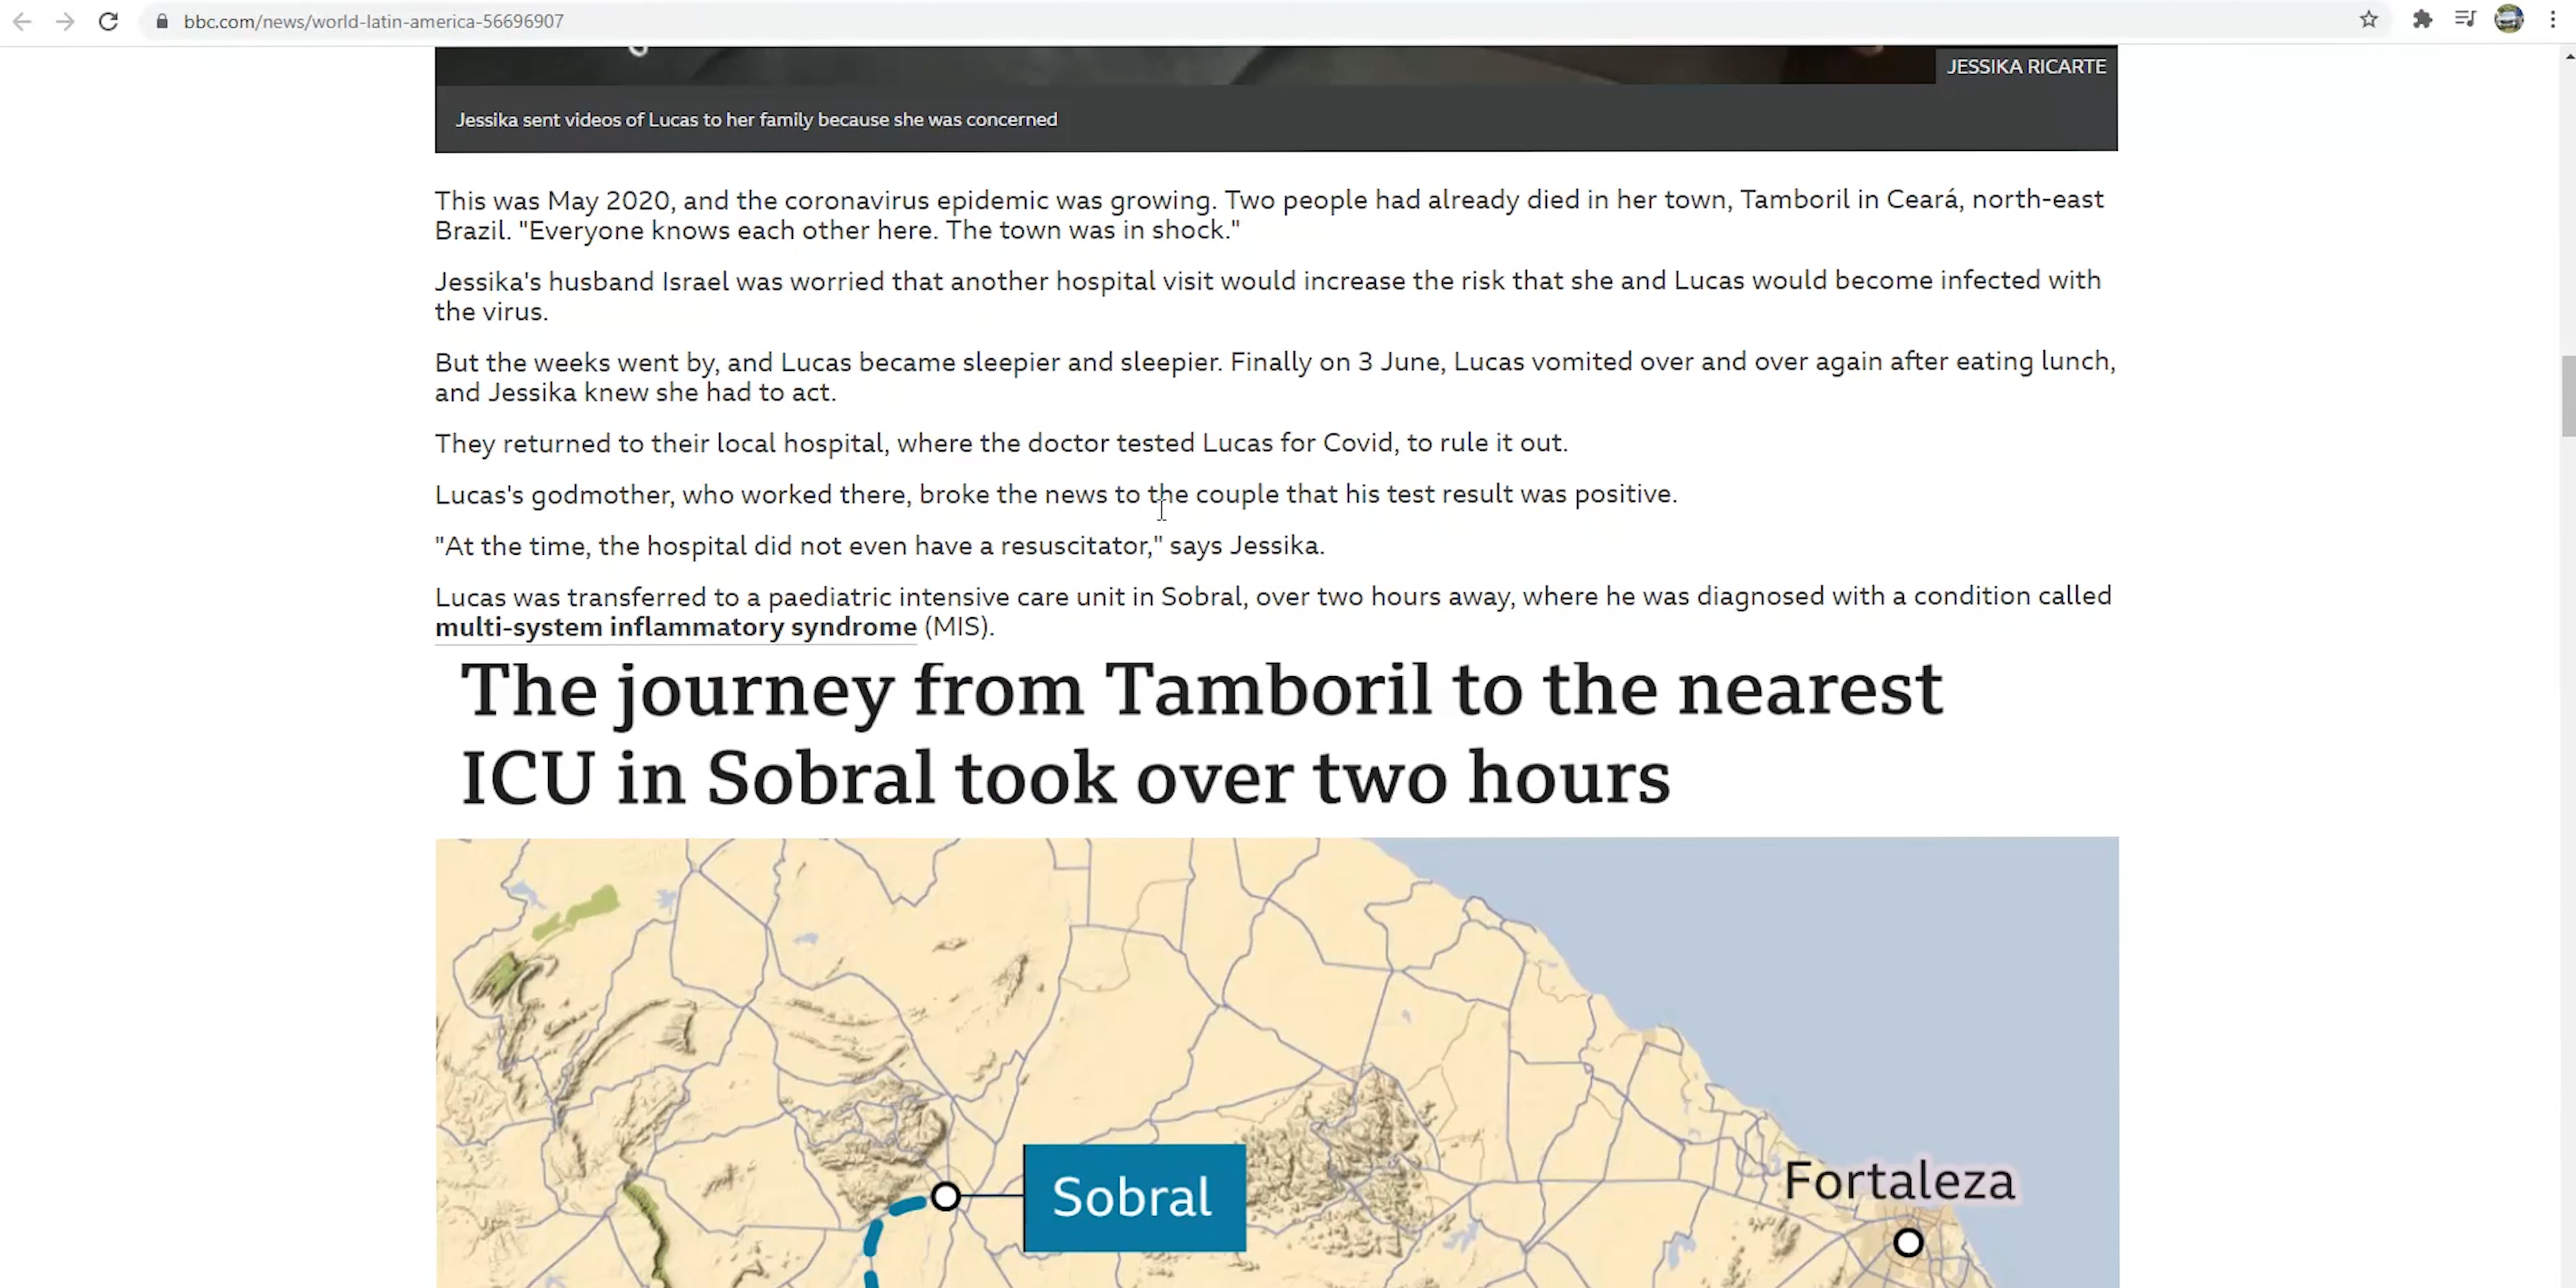 bbc.com/news/world-latin-america-56696907
JESSIKA RICARTE
Jessika sent videos of Lucas to her family because she was concerned
This was May 2020, and the coronavirus epidemic was growing. Two people had already died in her town, Tamboril in Ceará, north-east
Brazil. "Everyone knows each other here. The town was in shock."
Jessika's husband Israel was worried that another hospital visit would increase the risk that she and Lucas would become infected with
the virus.
But the weeks went by, and Lucas became sleepier and sleepier. Finally on 3 June, Lucas vomited over and over again after eating lunch,
and Jessika knew she had to act.
They returned to their local hospital, where the doctor tested Lucas for Covid, to rule it out.
Lucas's godmother, who worked there, broke the news to the couple that his test result was positive.
"At the time, the hospital did not even have a resuscitator," says Jessika.
Lucas was transferred to a paediatric intensive care unit in Sobral, over two hours away, where he was diagnosed with a condition called
multi-system inflammatory syndrome (MIS).
The journey from Tamboril to the nearest
ICU in Sobral took over two hours
Fortaleza
Sobral